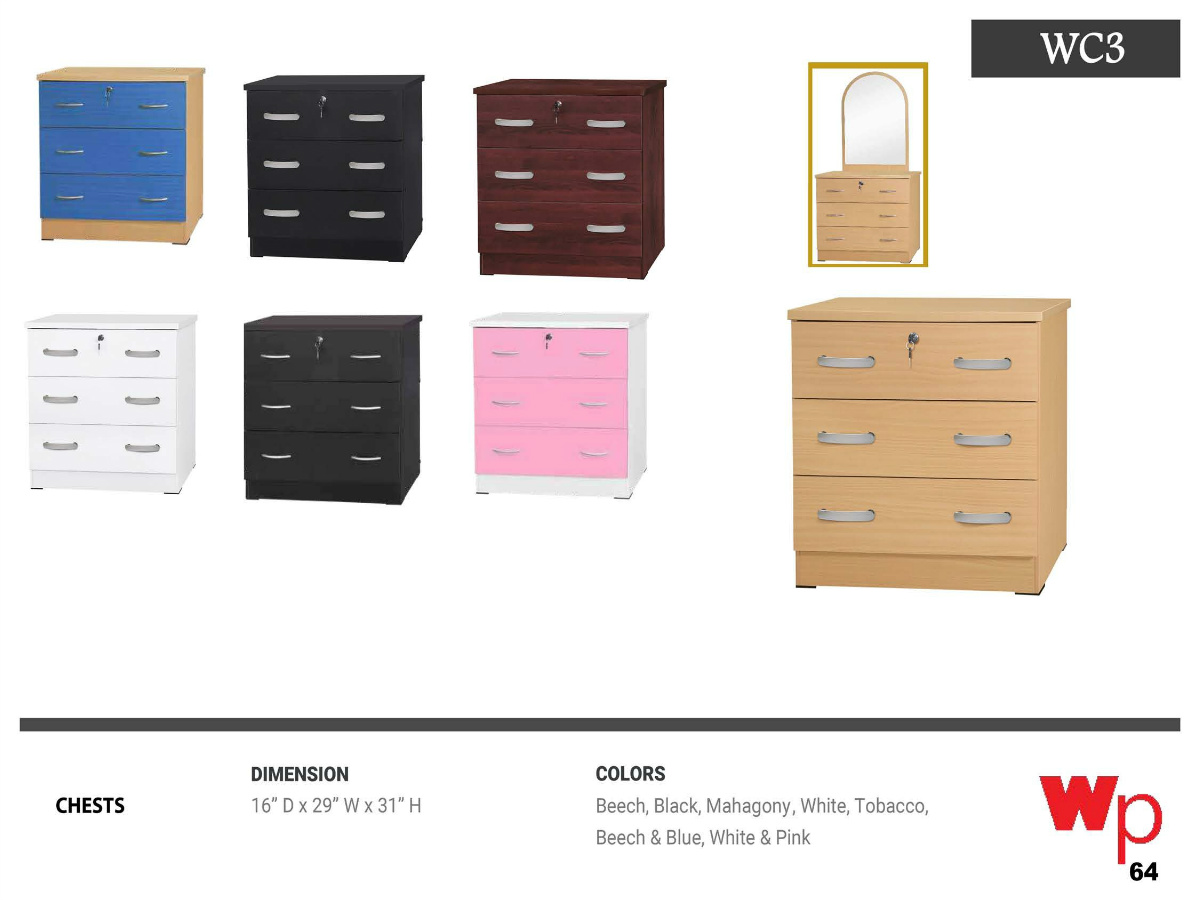 WC3
CHESTS
DIMENSION
16” D x 29” W x 31” H
COLORS
Beech, Black, Mahagony, White, Tobacco,
Beech & Blue, White & Pink
Wp
64